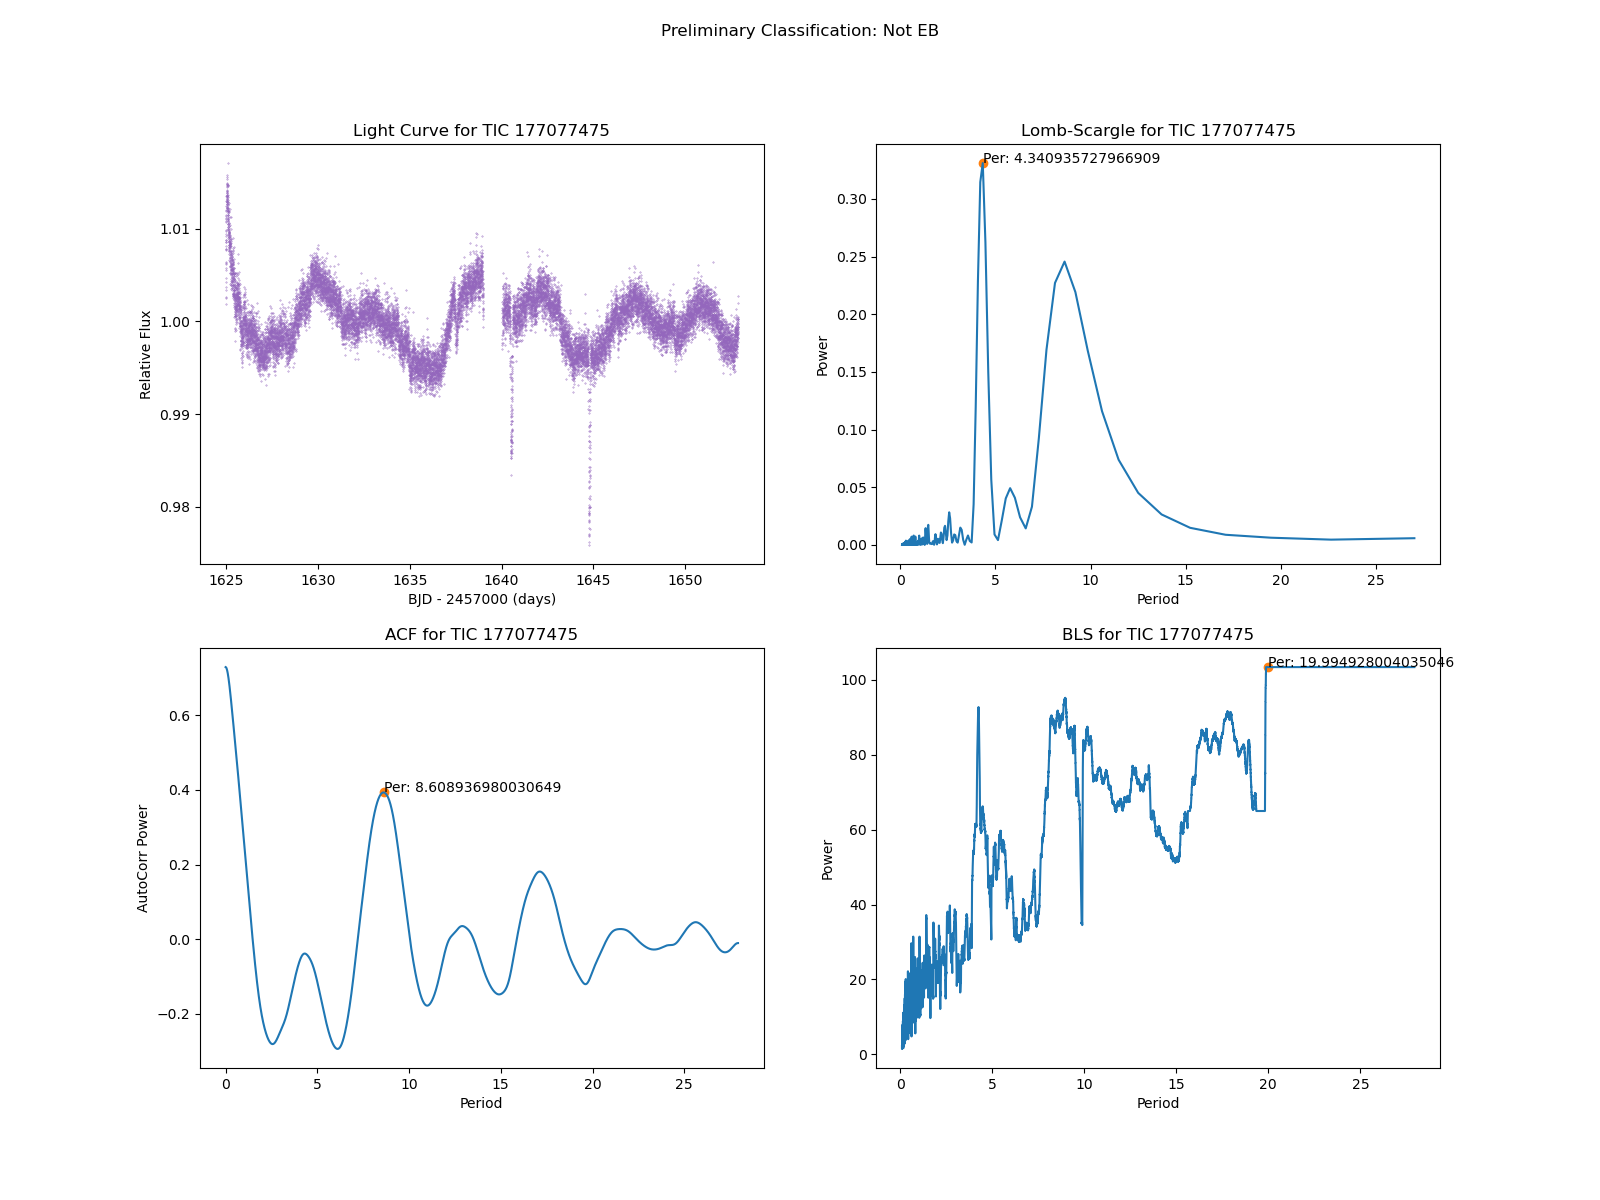 Preliminary Classification: Not EB
Light Curve for TIC 177077475
1.01
1.00
0.99
0.98
Relative Flux
1625
1630
1635
1640
1645
1650
BJD - 2457000 (days)
Lomb-Scargle for TIC 177077475
Per: 4.340935727966909
0.30
0.25
0.20
0.15
0.10
0.05
0.00
Power
0
5
10
15
20
25
Period
ACF for TIC 177077475
Per: 8.608936980030649
0.6
0.4
0.2
0.0
−0.2
AutoCorr Power
0
5
10
15
20
25
Period
BLS for TIC 177077475
Per: 19.994928004035046
100
80
60
40
20
0
Power
0
5
10
15
20
25
Period